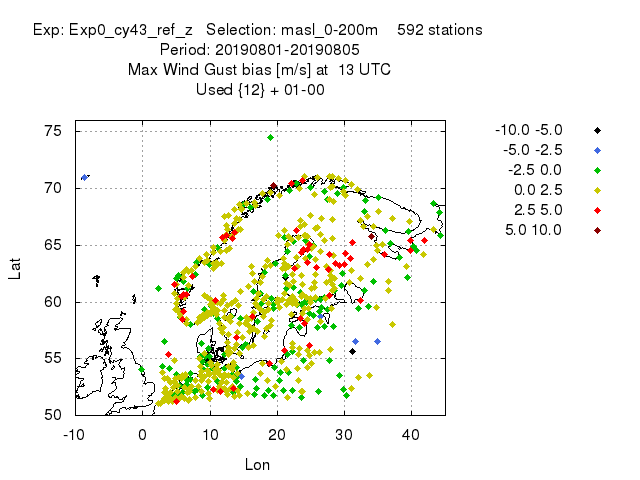 Exp: Exp0_cy43_ref_z   Selection: masl_0-200m    592 stations
Period: 20190801-20190805
Max Wind Gust bias [m/s] at  13 UTC
Used {12} + 01-00
75
70
65
60
55
50
-10 0 10 20 30 40
Lat
Lon
-10.0 -5.0
-5.0 -2.5
-2.5 0.0
0.0 2.5
2.5 5.0
5.0 10.0